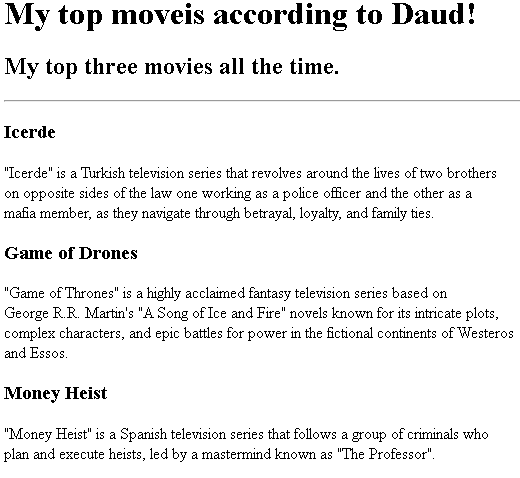 My top moveis according to Daud!
My top three movies all the time.
Icerde
"Icerde" is a Turkish television series that revolves around the lives of two brothers
on opposite sides of the law one working as a police officer and the other as a
mafia member, as they navigate through betrayal, loyalty, and family ties.
Game of Drones
"Game of Thrones" is a highly acclaimed fantasy television series based on
George R.R. Martin's "A Song of Ice and Fire" novels known for its intricate plots,
complex characters, and epic battles for power in the fictional continents of Westeros
and Essos.
Money Heist
"Money Heist" is a Spanish television series that follows a group of criminals who
plan and execute heists, led by a mastermind known as "The Professor".